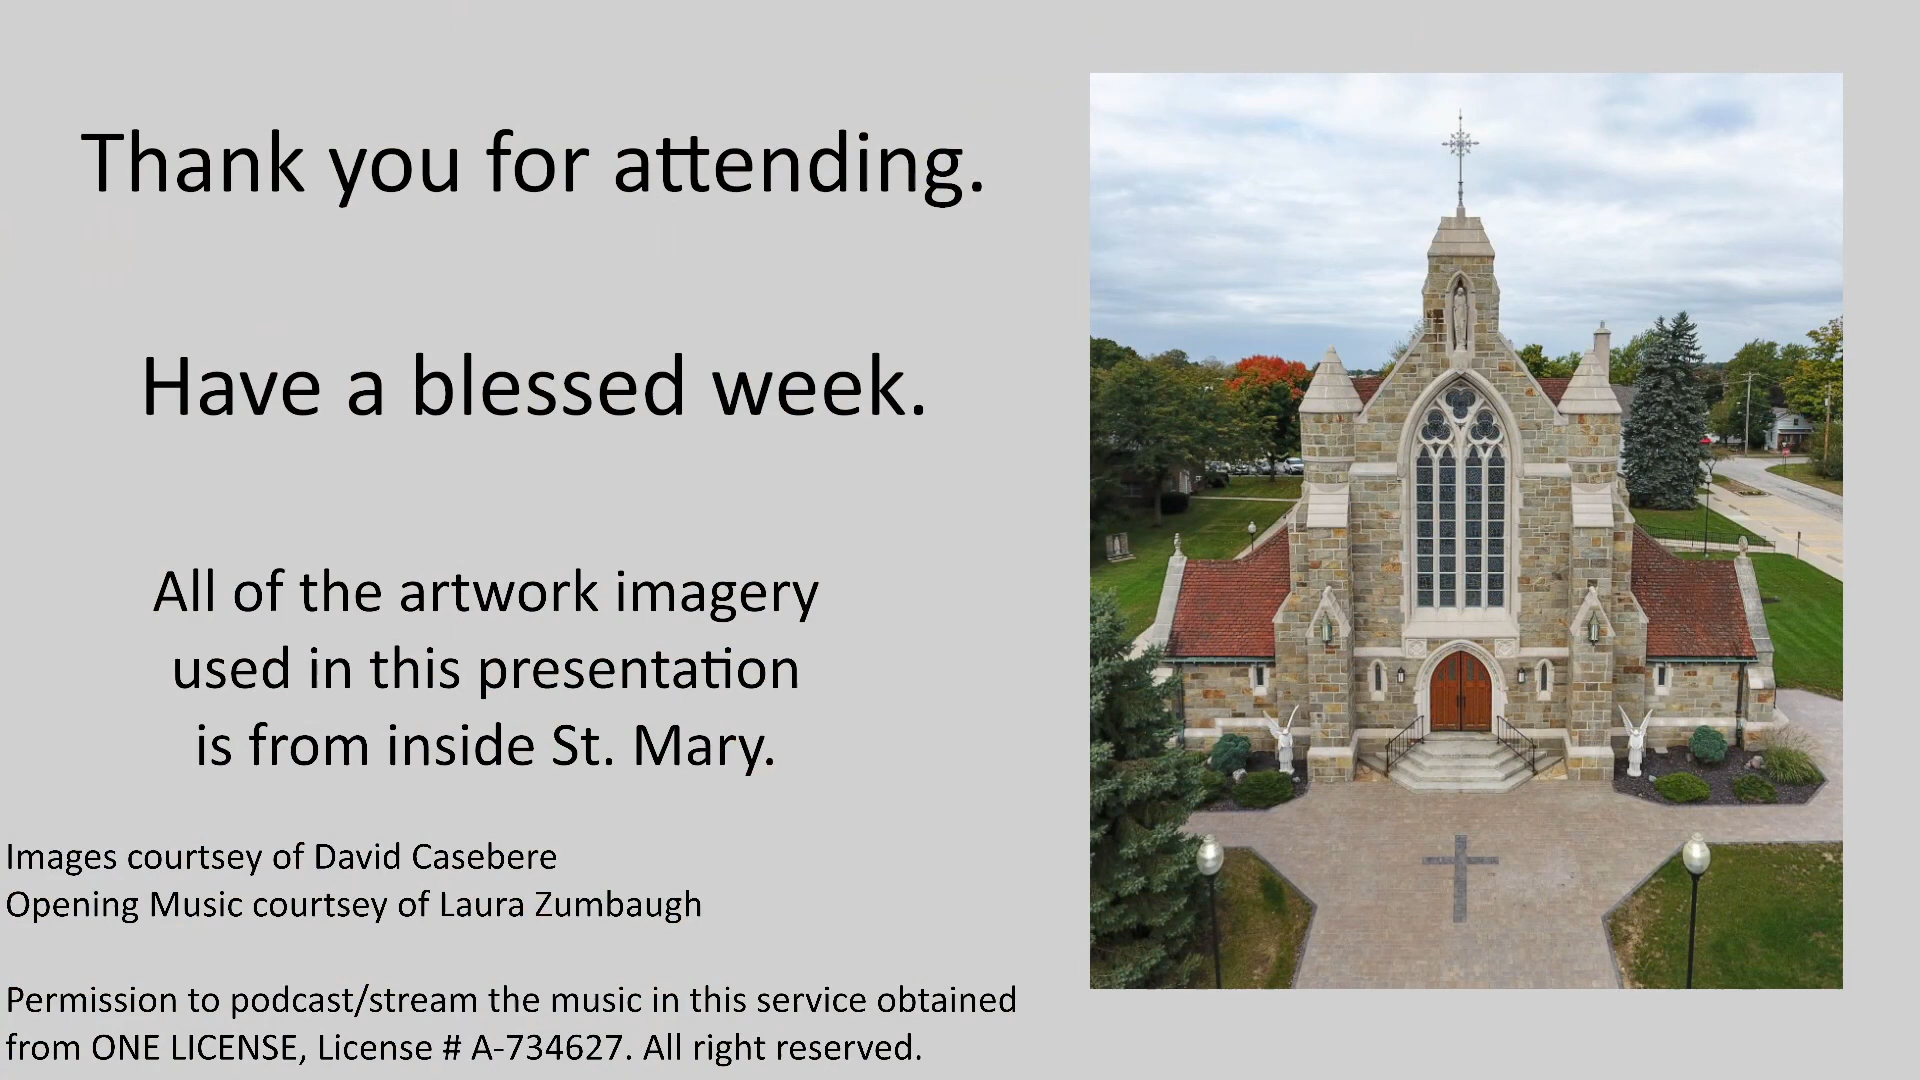 Thank you for attending.
Have a blessed week.
All of the artwork imagery
used in this presentation
is from inside St. Mary.
Images courtsey of David Casebere
Opening Music courtsey of Laura Zumbaugh
Permission to podcast/stream the music in this service obtained
from ONE LICENSE, License # A-734627. All right reserved.